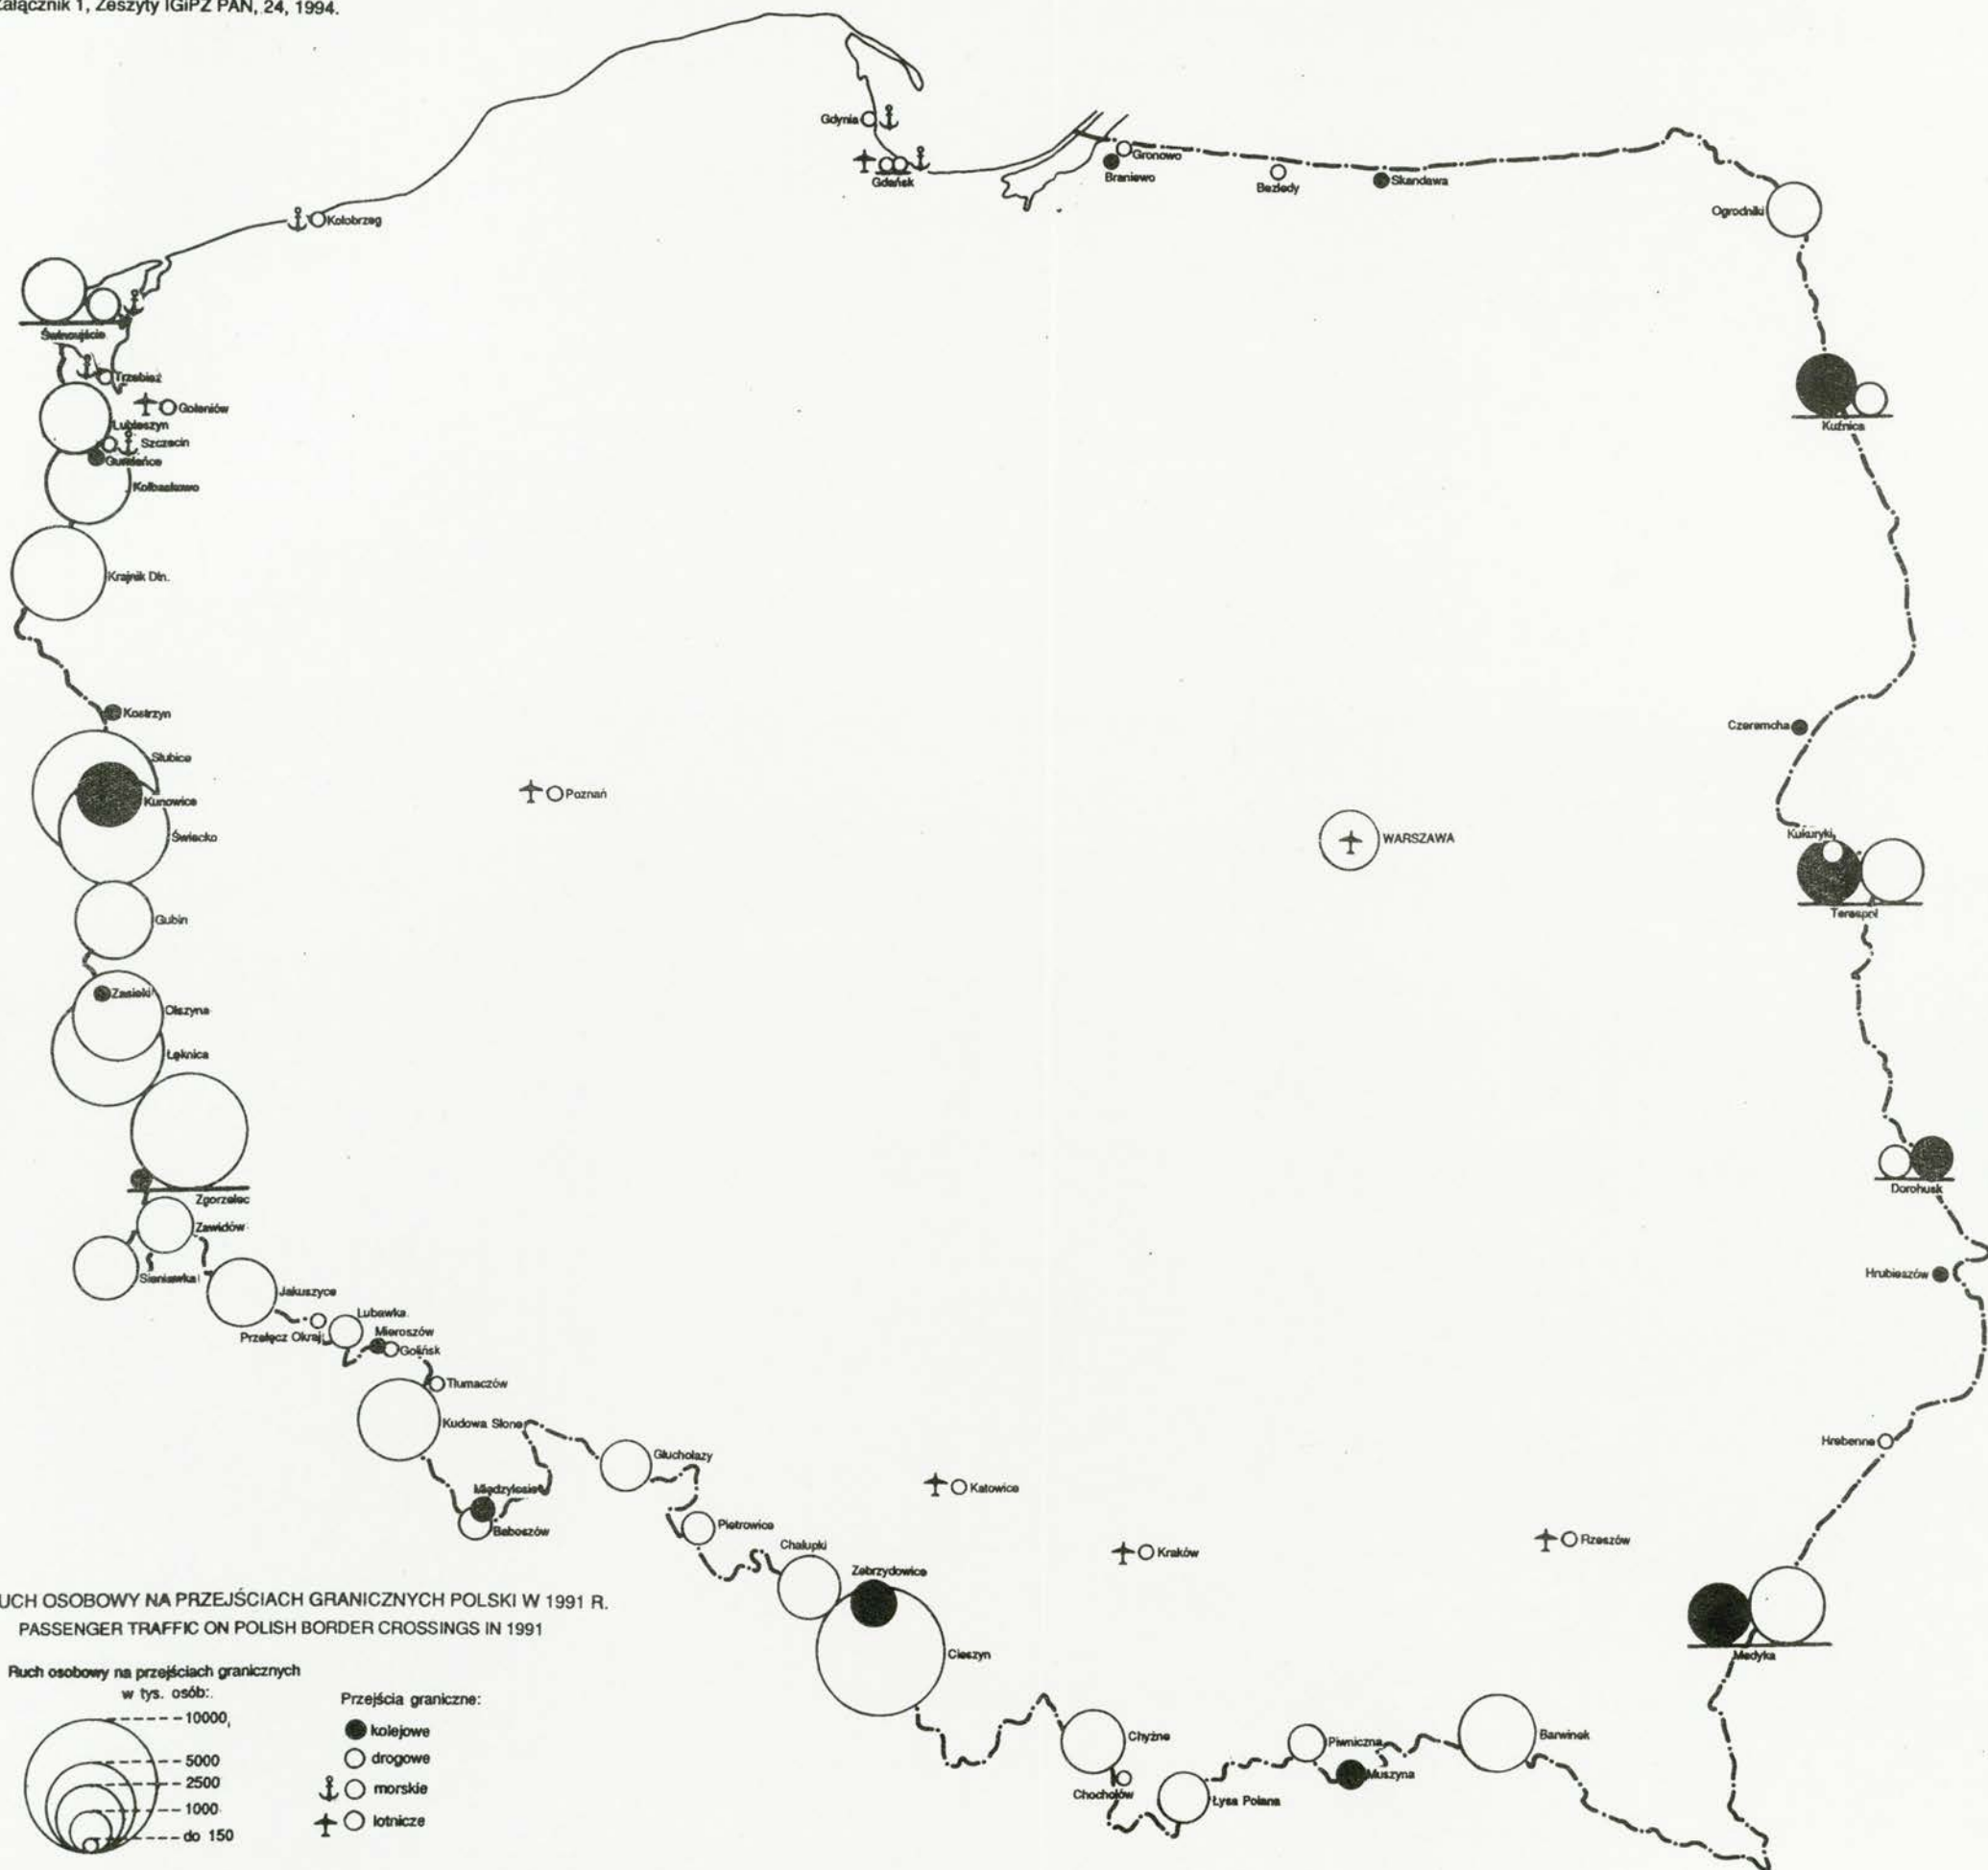 Załącznik 1, Zeszyty IGiPZ PAN, 24, 1994.
Gdynia
Gdańsk
Gronowo
Braniewo
Bezledy
Skandawa
Ogrodniki
Kołobrzeg
Świnoujście
Trzebież
Goleniów
Lubieszyn
Szczecin
Gumieńce
Kołbaskowo
Kuźnica
Krajnik Dln.
Kostrzyn
Czeremcha
Słubice
Kunowice
Świecko
Poznań
WARSZAWA
Kukuryki
Terespol
Gubin
Zasieki
Olszyna
Łęknica
Zgorzelec
Dorohusk
Zawidów
Sieniawka
Hrubieszów
Jakuszyce
Przełęcz Okraj
Lubawka
Mieroszów
Golińsk
Tłumaczów
Kudowa Słone
Hrebenne
Głuchołazy
Międzylesie
Boboszów
Katowice
Pietrowice
Kraków
Rzeszów
Chałupki
Zebrzydowice
Cieszyn
Medyka
Chyżne
Chochołów
Łysa Polana
Piwniczna
Muszyna
Barwinek
UCH OSOBOWY NA PRZEJŚCIACH GRANICZNYCH POLSKI W 1991 R.
PASSENGER TRAFFIC ON POLISH BORDER CROSSINGS IN 1991
Ruch osobowy na przejściach granicznych
w tys. osób:
10000
5000
2500
1000
do 150
Przejścia graniczne:
kolejowe
drogowe
morskie
lotnicze